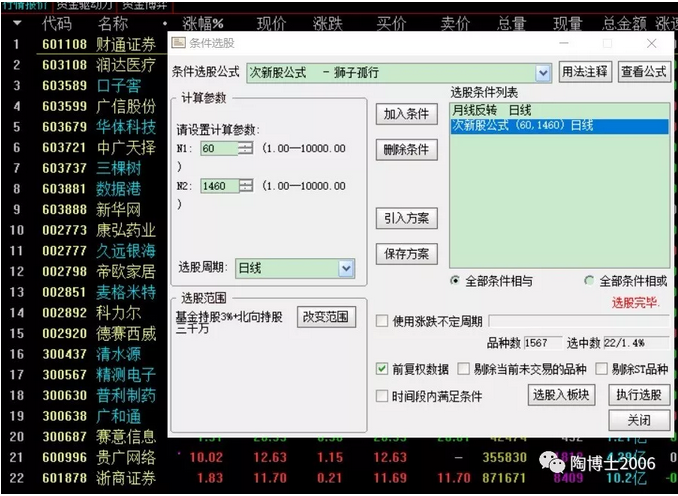 行情报价 资金驱动力 资金博弈
代码 名称 涨幅% 现价 涨跌 买价 卖价 总量 现量 总金额 涨速
1 601108 财通证券
2 603108 润达医疗
3 603589 口子窖
4 603599 广信股份
5 603679 华体科技
6 603721 中广天择
7 603737 三棵树
8 603881 数据港
9 603888 新华网
10 002773 康弘药业
11 002777 久远银海
12 002798 帝欧家居
13 002851 麦格米特
14 002892 科力尔
15 002920 德赛西威
16 300437 清水源
17 300567 精测电子
18 300630 普利制药
19 300638 广和通
20 300687 赛意信息
21 600996 贵广网络 10.02 12.63 1.15 12.63 — 355830
22 601878 浙商证券 1.83 11.70 0.21 11.69 11.70 871671 8409 10.2亿
条件选股
条件选股公式 次新股公式 - 狮子孤行 用法注释 查看公式
计算参数
请设置计算参数:
N1: 60 (1.00—10000.00
)
N2: 1460 (1.00—10000.00
)
选股周期: 日线
选股范围
基金持股3%+北向持股
三千万
改变范围
加入条件
删除条件
引入方案
保存方案
选股条件列表
月线反转 日线
次新股公式(60,1460)日线
全部条件相与 全部条件相或
选股完毕.
使用涨跌不定周期
品种数 1567 选中数 22/1.4%
前复权数据 剔除当前未交易的品种 剔除ST品种
时间段内满足条件 选股入板块 执行选股
关闭
陶博士2006